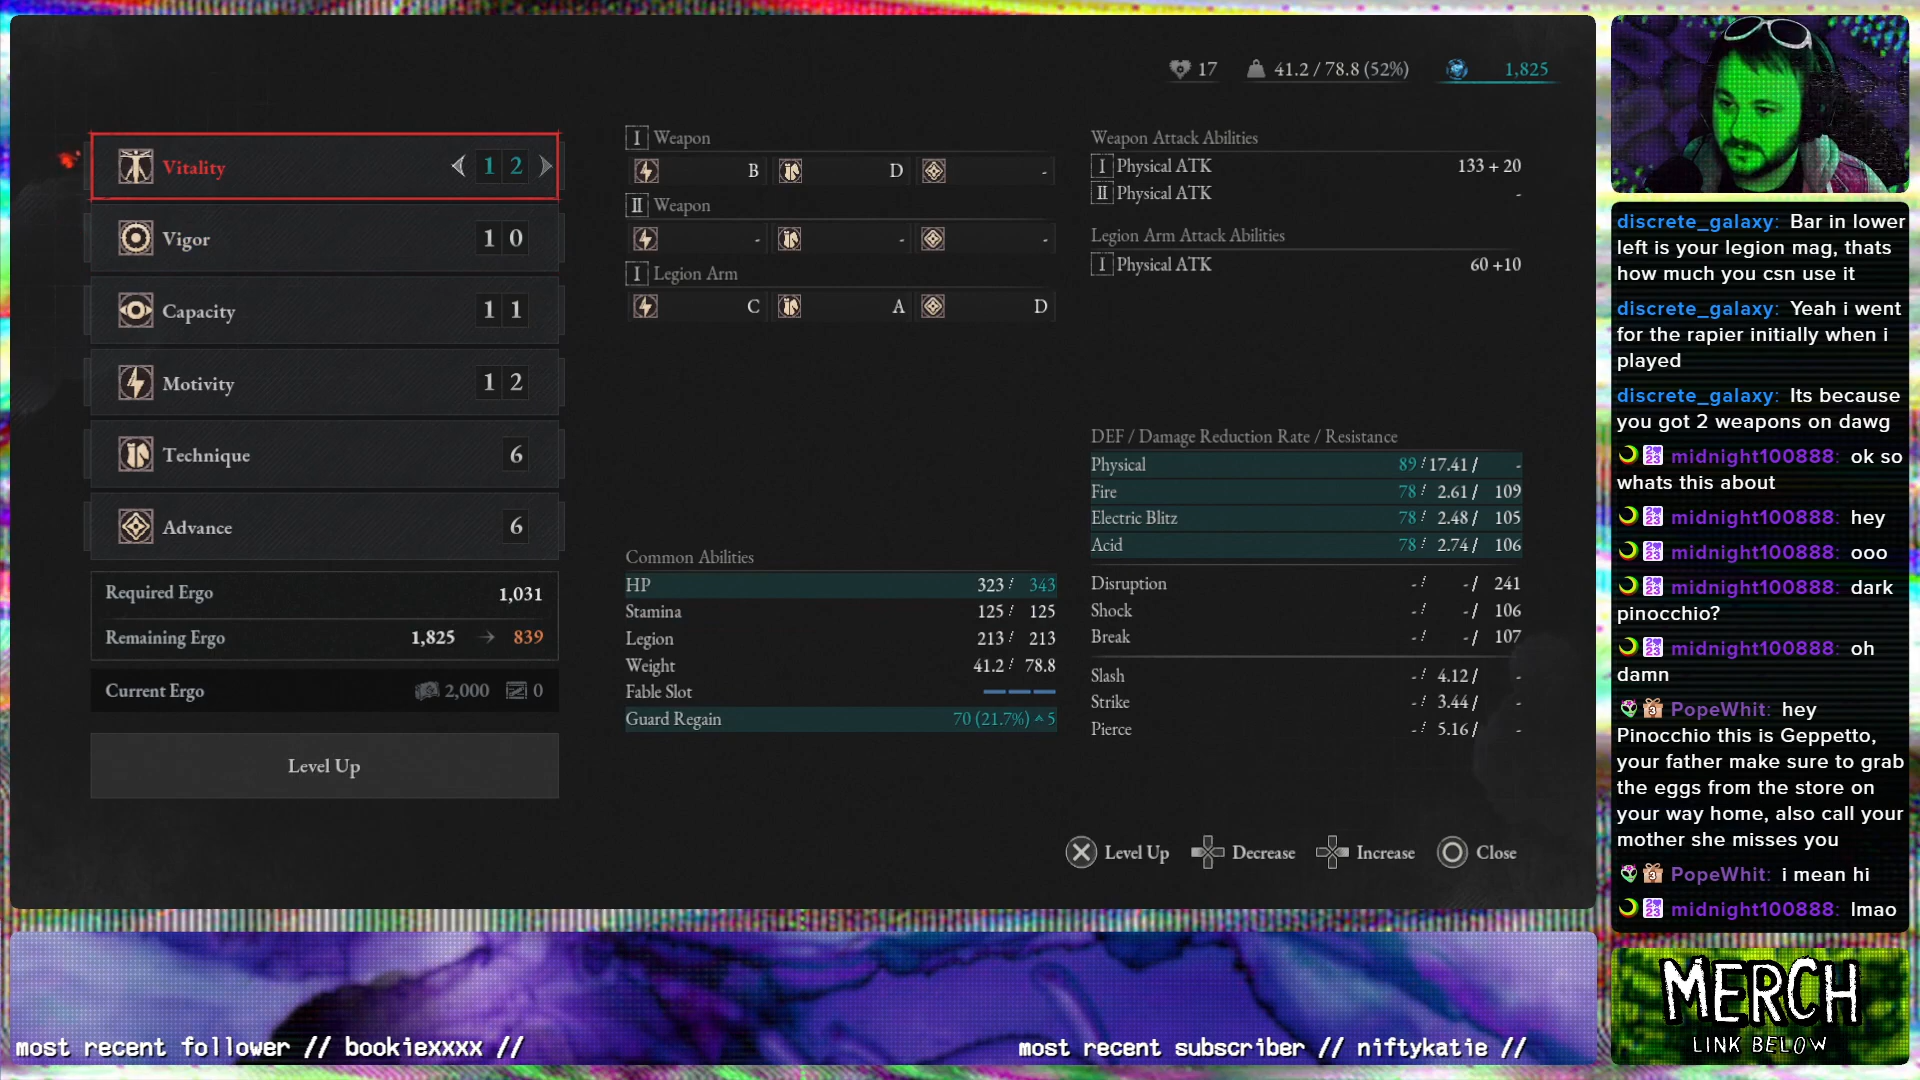 17 41.2 / 78.8 (52%) 1,825
Vitality 1 2
Vigor 1 0
Capacity 1 1
Motivity 1 2
Technique 6
Advance 6
Required Ergo 1,031
Remaining Ergo 1,825 → 839
Current Ergo 2,000 0
Level Up
I Weapon
B D -
II Weapon
- - -
I Legion Arm
C A D
Common Abilities
HP 323 / 343
Stamina 125 / 125
Legion 213 / 213
Weight 41.2 / 78.8
Fable Slot
Guard Regain 70 (21.7%) ^ 5
Weapon Attack Abilities
I Physical ATK 133 + 20
II Physical ATK -
Legion Arm Attack Abilities
I Physical ATK 60 +10
DEF / Damage Reduction Rate / Resistance
Physical 89 / 17.41 / -
Fire 78 / 2.61 / 109
Electric Blitz 78 / 2.48 / 105
Acid 78 / 2.74 / 106
Disruption - / - / 241
Shock - / - / 106
Break - / - / 107
Slash - / 4.12 / -
Strike - / 3.44 / -
Pierce - / 5.16 / -
Level Up Decrease Increase Close
discrete_galaxy: Bar in lower
left is your legion mag, thats
how much you csn use it
discrete_galaxy: Yeah i went
for the rapier initially when i
played
discrete_galaxy: Its because
you got 2 weapons on dawg
midnight100888: ok so
whats this about
midnight100888: hey
midnight100888: ooo
midnight100888: dark
pinocchio?
midnight100888: oh
damn
PopeWhit: hey
Pinocchio this is Geppetto,
your father make sure to grab
the eggs from the store on
your way home, also call your
mother she misses you
PopeWhit: i mean hi
midnight100888: lmao
MERCH
LINK BELOW
most recent follower // bookiexxxx //
most recent subscriber // niftykatie //